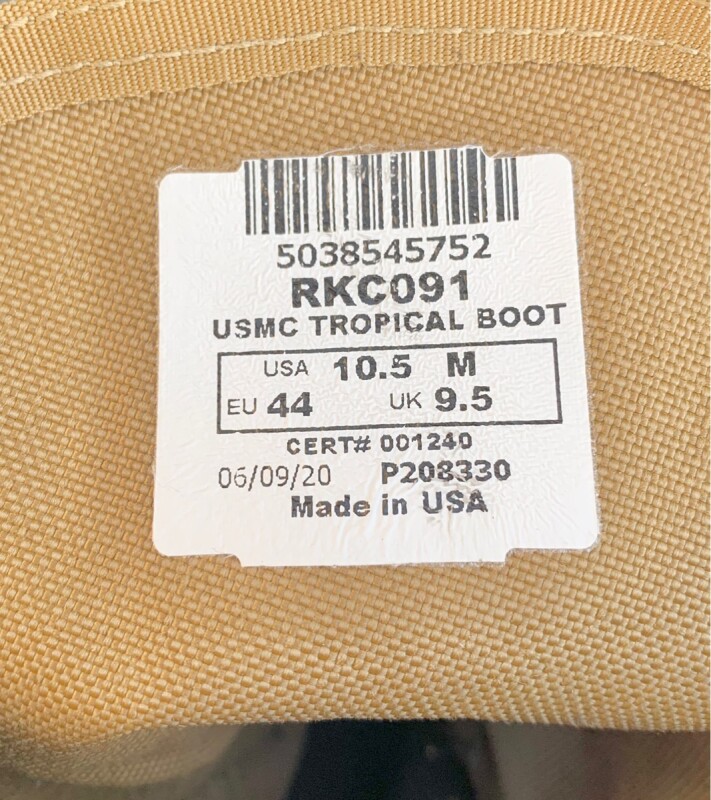 5038545752
RKC091
USMC TROPICAL BOOT
USA 10.5 M
EU 44 UK 9.5
CERT# 001240
06/09/20 P208330
Made in USA